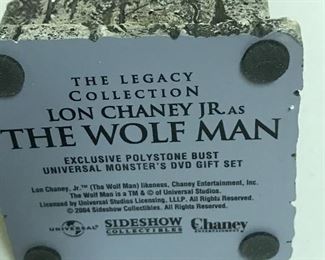 THE LEGACY
COLLECTION
LON CHANEY JR. AS
THE WOLF MAN
EXCLUSIVE POLYSTONE BUST
UNIVERSAL MONSTER'S DVD GIFT SET
Lon Chaney, Jr.™ (The Wolf Man) likeness, Chaney Entertainment, Inc.
The Wolf Man is a TM & © of Universal Studios.
Licensed by Universal Studios Licensing, LLLP. All Rights Reserved.
© 2004 Sideshow Collectibles. All Rights Reserved.
UNIVERSAL SIDESHOW Chaney
COLLECTIBLES ENTERTAINMENT